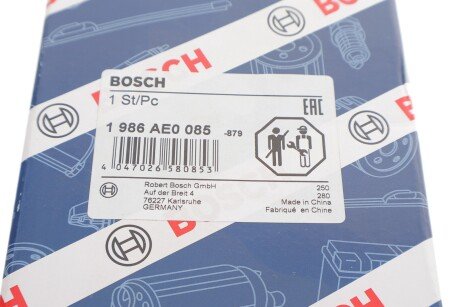 BOSCH
1 St/Pc
EAC
1 986 AE0 085 -879
4 047026 580853
Robert Bosch GmbH
Auf der Breit 4
76227 Karlsruhe
GERMANY
250
280
Made in China
Fabriqué en Chine
BOSCH